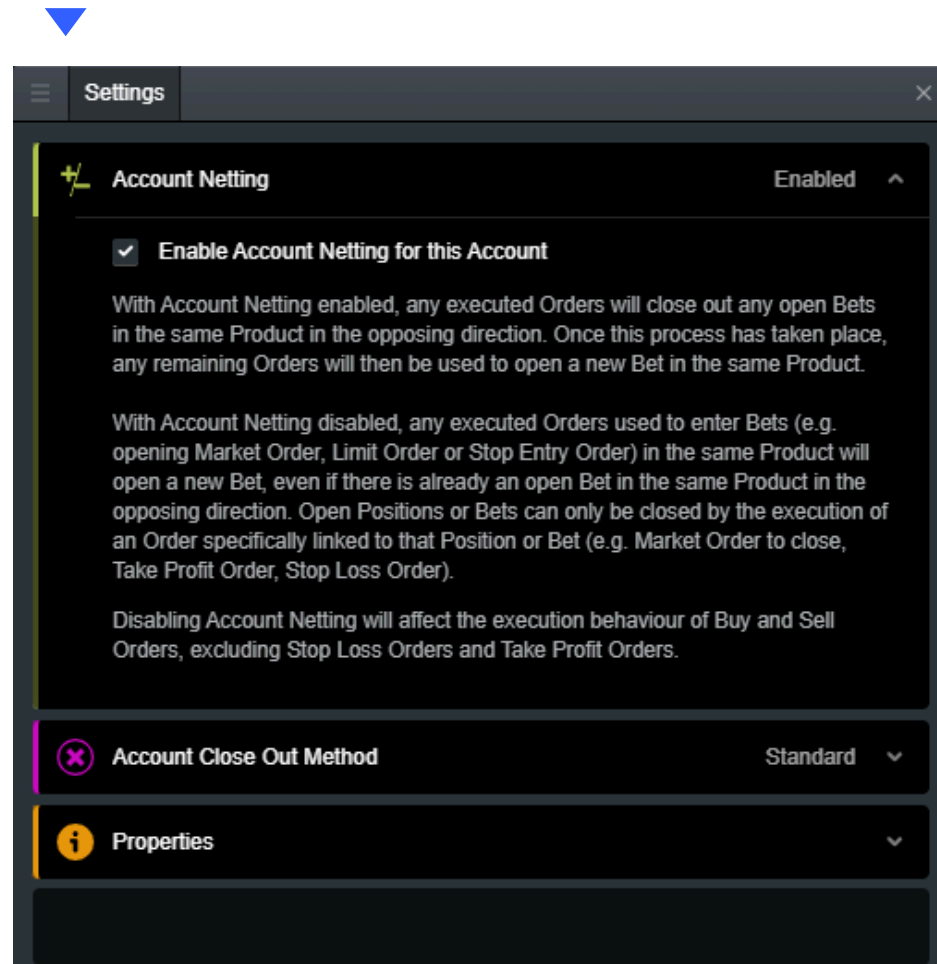 Settings
Account Netting Enabled
Enable Account Netting for this Account
With Account Netting enabled, any executed Orders will close out any open Bets
in the same Product in the opposing direction. Once this process has taken place,
any remaining Orders will then be used to open a new Bet in the same Product.
With Account Netting disabled, any executed Orders used to enter Bets (e.g.
opening Market Order, Limit Order or Stop Entry Order) in the same Product will
open a new Bet, even if there is already an open Bet in the same Product in the
opposing direction. Open Positions or Bets can only be closed by the execution of
an Order specifically linked to that Position or Bet (e.g. Market Order to close,
Take Profit Order, Stop Loss Order).
Disabling Account Netting will affect the execution behaviour of Buy and Sell
Orders, excluding Stop Loss Orders and Take Profit Orders.
Account Close Out Method Standard
Properties